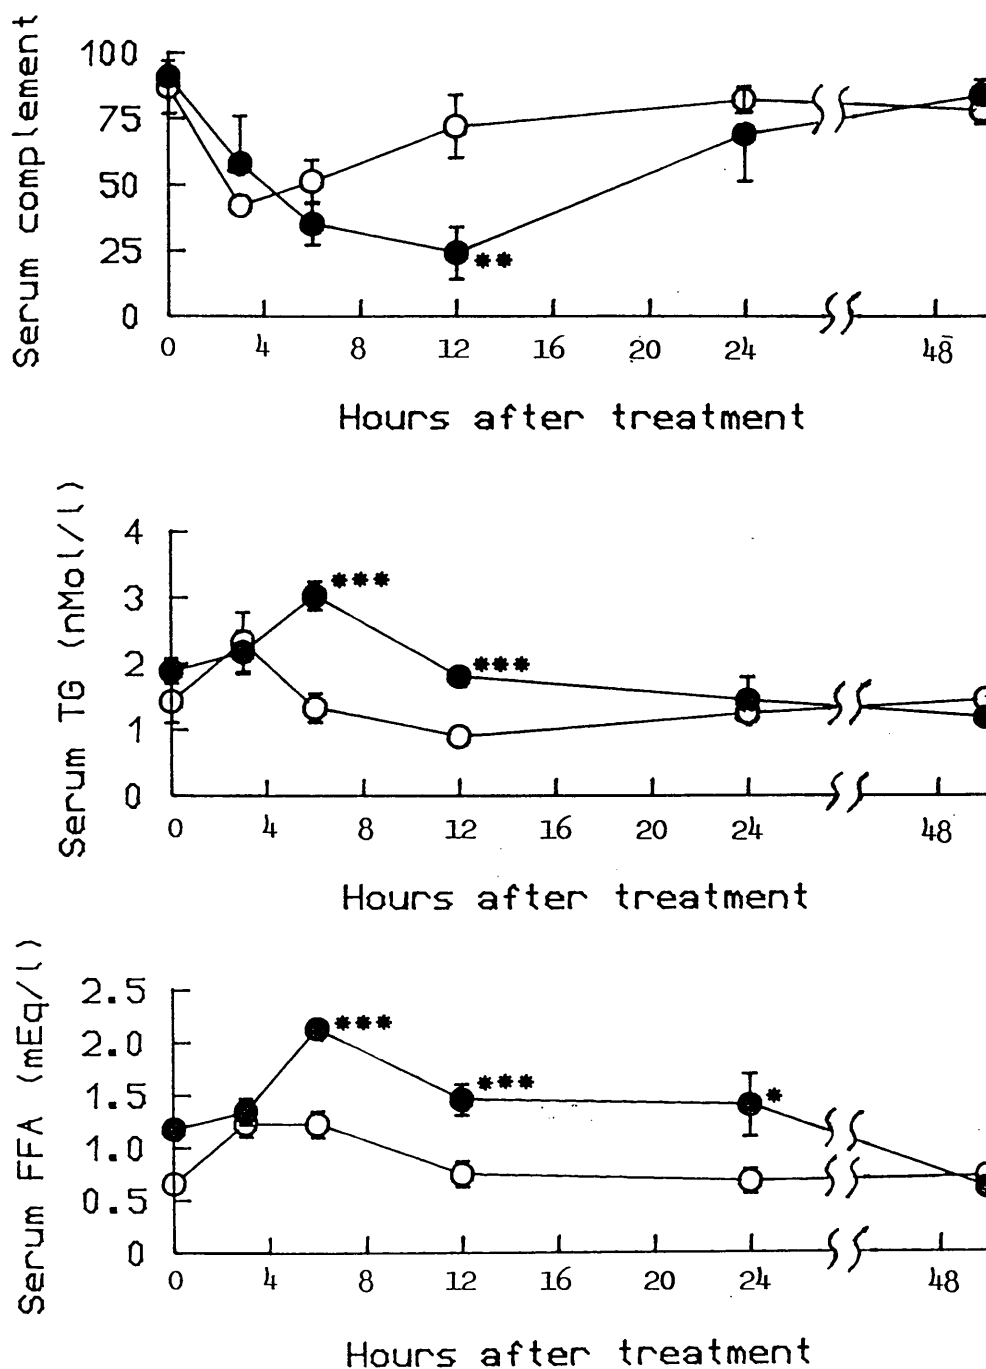 Serum complement
100
75
50
25
0
**
0 4 8 12 16 20 24 48
Hours after treatment
Serum TG (nMol/l)
4
3
2
1
0
***
***
0 4 8 12 16 20 24 48
Hours after treatment
Serum FFA (mEq/l)
2.5
2.0
1.5
1.0
0.5
0
***
***
*
0 4 8 12 16 20 24 48
Hours after treatment